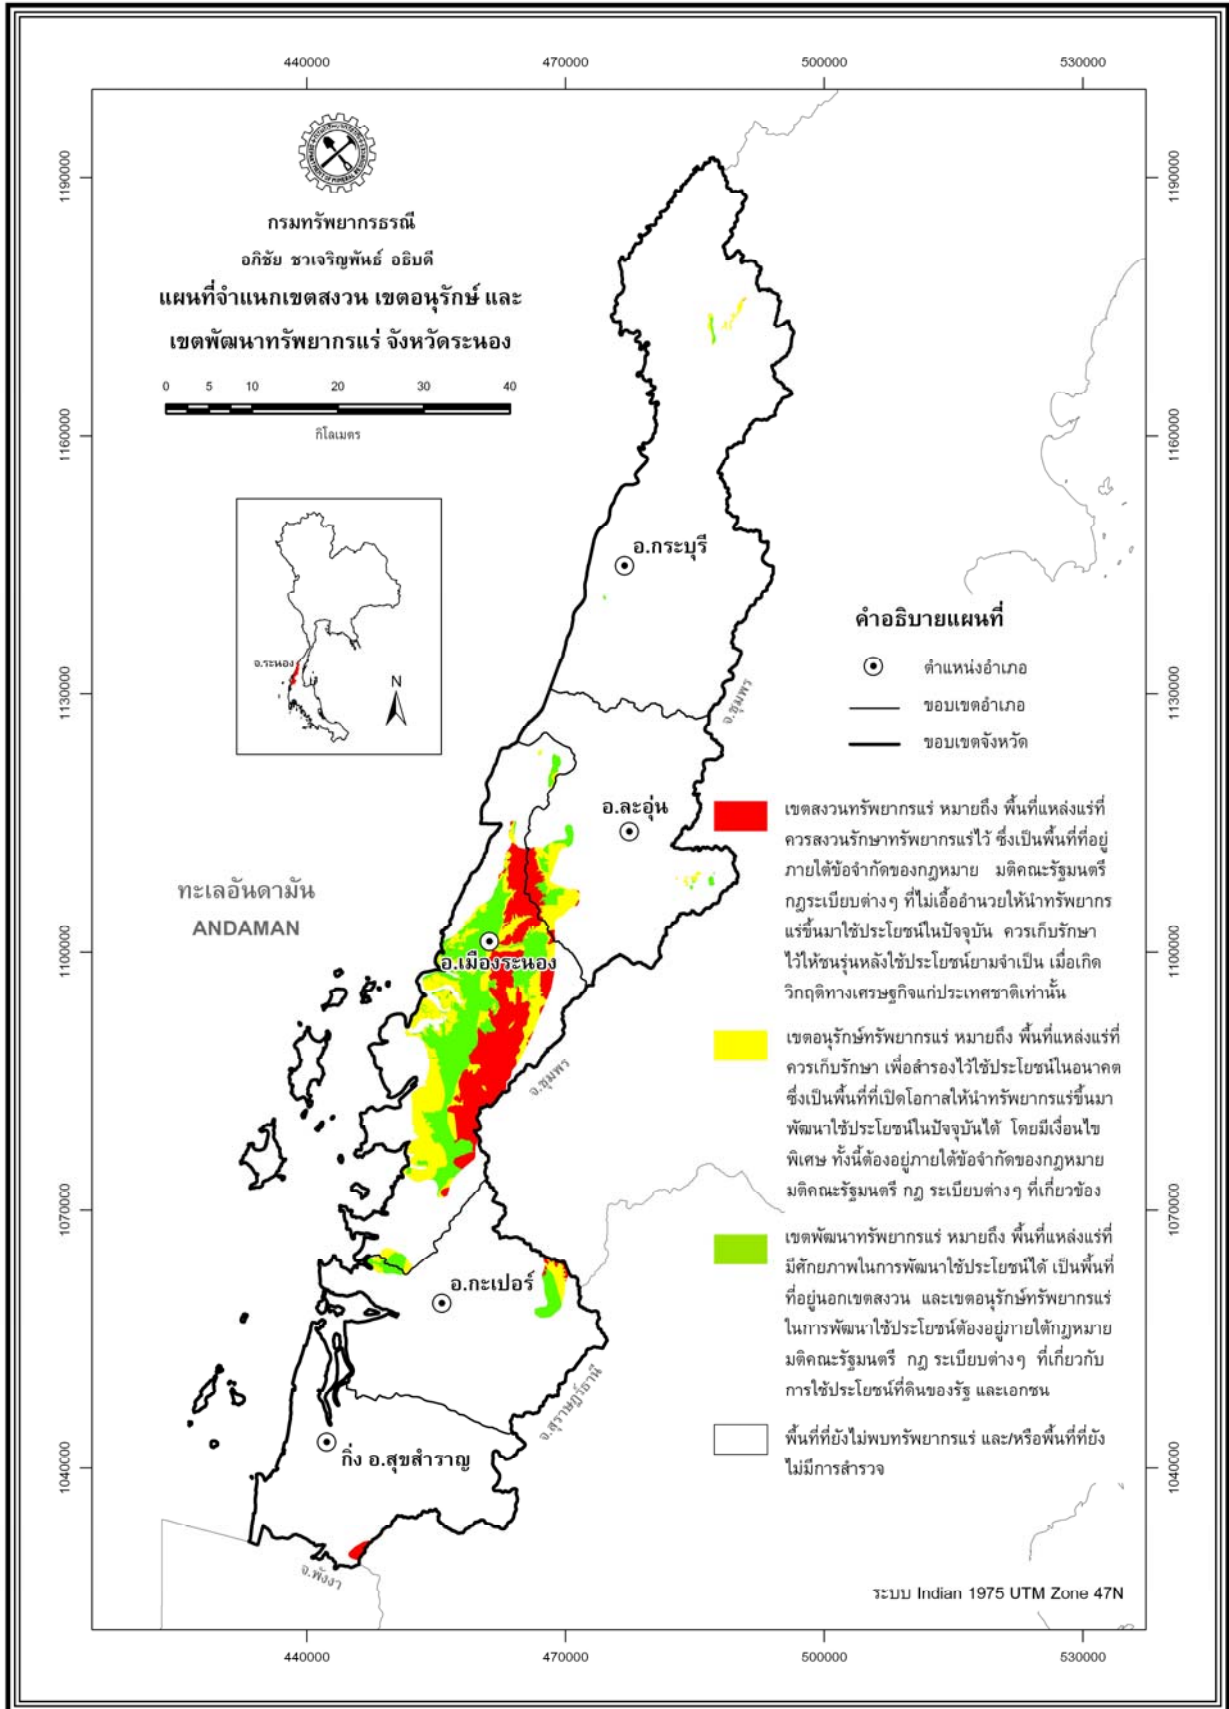 440000 470000 500000 530000
กรมทรัพยากรธรณี
อภิชัย ชวเจริญพันธ์ อธิบดี
แผนที่จำแนกเขตสงวน เขตอนุรักษ์ และ
เขตพัฒนาทรัพยากรแร่ จังหวัดระนอง
0 5 10 20 30 40
กิโลเมตร
1190000
1160000
1130000
1100000
1070000
1040000
1190000
1160000
1130000
1100000
1070000
1040000
จ.ระนอง
N
อ.กระบุรี
อ.ละอุ่น
อ.เมืองระนอง
อ.กะเปอร์
กิ่ง อ.สุขสำราญ
จ.ชุมพร
จ.ชุมพร
จ.สุราษฎร์ธานี
จ.พังงา
ทะเลอันดามัน
ANDAMAN
คำอธิบายแผนที่
ตำแหน่งอำเภอ
ขอบเขตอำเภอ
ขอบเขตจังหวัด
เขตสงวนทรัพยากรแร่ หมายถึง พื้นที่แหล่งแร่ที่
ควรสงวนรักษาทรัพยากรแร่ไว้ ซึ่งเป็นพื้นที่ที่อยู่
ภายใต้ข้อจำกัดของกฎหมาย มติคณะรัฐมนตรี
กฎระเบียบต่างๆ ที่ไม่เอื้ออำนวยให้นำทรัพยากร
แร่ขึ้นมาใช้ประโยชน์ในปัจจุบัน ควรเก็บรักษา
ไว้ให้ชนรุ่นหลังใช้ประโยชน์ยามจำเป็น เมื่อเกิด
วิกฤติทางเศรษฐกิจแก่ประเทศชาติเท่านั้น
เขตอนุรักษ์ทรัพยากรแร่ หมายถึง พื้นที่แหล่งแร่ที่
ควรเก็บรักษา เพื่อสำรองไว้ใช้ประโยชน์ในอนาคต
ซึ่งเป็นพื้นที่ที่เปิดโอกาสให้นำทรัพยากรแร่ขึ้นมา
พัฒนาใช้ประโยชน์ในปัจจุบันได้ โดยมีเงื่อนไข
พิเศษ ทั้งนี้ต้องอยู่ภายใต้ข้อจำกัดของกฎหมาย
มติคณะรัฐมนตรี กฎ ระเบียบต่างๆ ที่เกี่ยวข้อง
เขตพัฒนาทรัพยากรแร่ หมายถึง พื้นที่แหล่งแร่ที่
มีศักยภาพในการพัฒนาใช้ประโยชน์ได้ เป็นพื้นที่
ที่อยู่นอกเขตสงวน และเขตอนุรักษ์ทรัพยากรแร่
ในการพัฒนาใช้ประโยชน์ต้องอยู่ภายใต้กฎหมาย
มติคณะรัฐมนตรี กฎ ระเบียบต่างๆ ที่เกี่ยวกับ
การใช้ประโยชน์ที่ดินของรัฐ และเอกชน
พื้นที่ที่ยังไม่พบทรัพยากรแร่ และ/หรือพื้นที่ที่ยัง
ไม่มีการสำรวจ
ระบบ Indian 1975 UTM Zone 47N
440000 470000 500000 530000